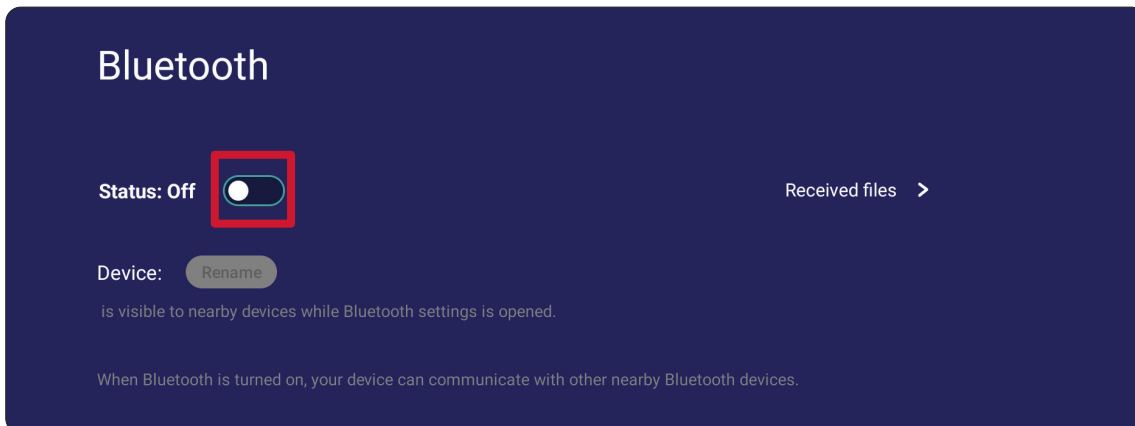 Bluetooth
Status: Off
Received files
Device:
Rename
is visible to nearby devices while Bluetooth settings is opened.
When Bluetooth is turned on, your device can communicate with other nearby Bluetooth devices.